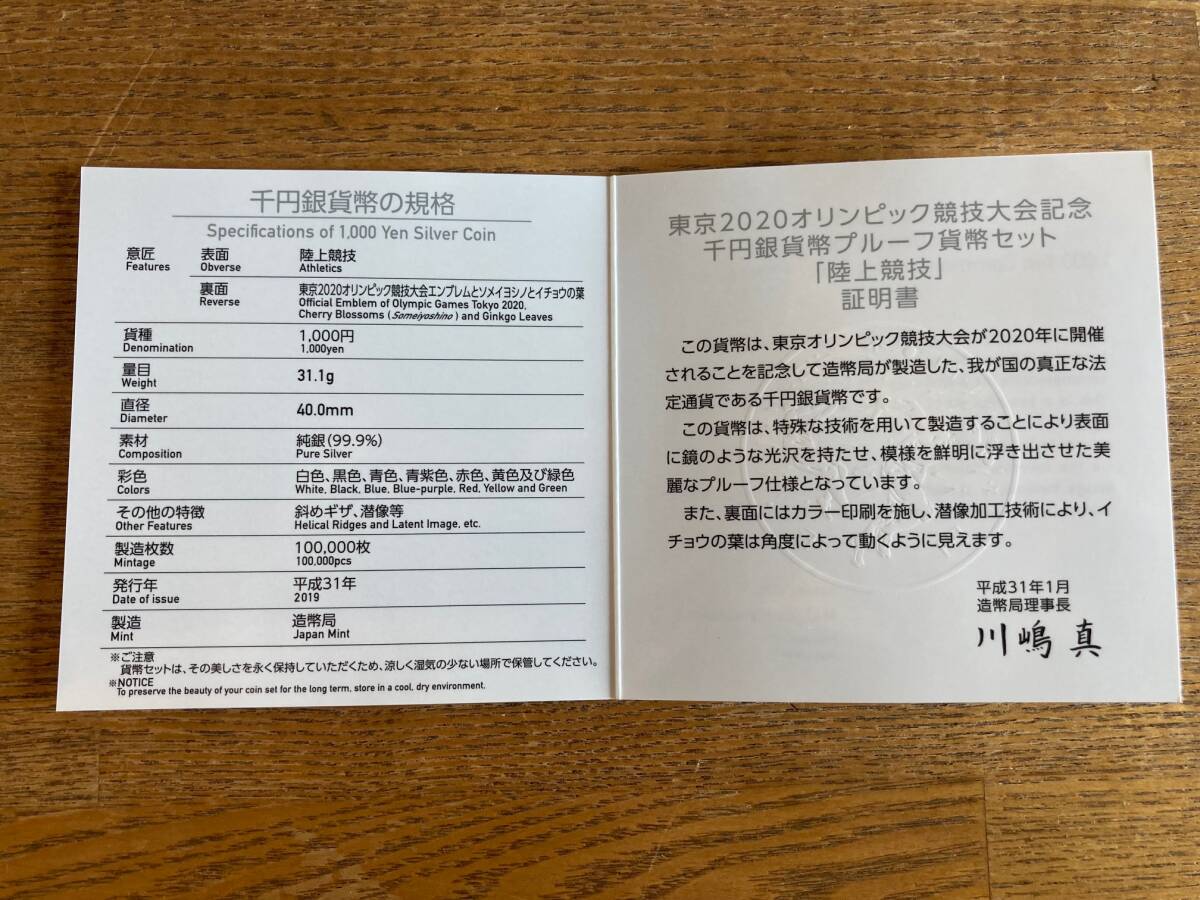 千円銀貨幣の規格
Specifications of 1,000 Yen Silver Coin
意匠 表面 陸上競技
Features Obverse Athletics
裏面 東京2020オリンピック競技大会エンブレムとソメイヨシノとイチョウの葉
Reverse Official Emblem of Olympic Games Tokyo 2020,
Cherry Blossoms (Someiyoshino) and Ginkgo Leaves
貨種 1,000円
Denomination 1,000yen
量目 31.1g
Weight
直径 40.0mm
Diameter
素材 純銀(99.9%)
Composition Pure Silver
彩色 白色、黒色、青色、青紫色、赤色、黄色及び緑色
Colors White, Black, Blue, Blue-purple, Red, Yellow and Green
その他の特徴 斜めギザ、潜像等
Other Features Helical Ridges and Latent Image, etc.
製造枚数 100,000枚
Mintage 100,000pcs
発行年 平成31年
Date of issue 2019
製造 造幣局
Mint Japan Mint
※ご注意
貨幣セットは、その美しさを永く保持していただくため、涼しく湿気の少ない場所で保管してください。
※NOTICE
To preserve the beauty of your coin set for the long term, store in a cool, dry environment.
東京2020オリンピック競技大会記念
千円銀貨幣プルーフ貨幣セット
「陸上競技」
証明書
この貨幣は、東京オリンピック競技大会が2020年に開催
されることを記念して造幣局が製造した、我が国の真正な法
定通貨である千円銀貨幣です。
この貨幣は、特殊な技術を用いて製造することにより表面
に鏡のような光沢を持たせ、模様を鮮明に浮き出させた美
麗なプルーフ仕様となっています。
また、裏面にはカラー印刷を施し、潜像加工技術により、イ
チョウの葉は角度によって動くように見えます。
平成31年1月
造幣局理事長
川嶋 真